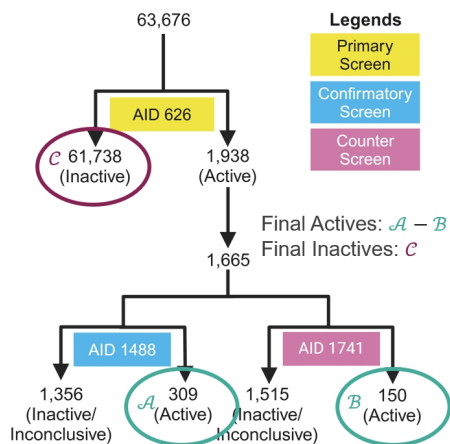 63,676
Legends
Primary
Screen
Confirmatory
Screen
Counter
Screen
AID 626
C 61,738
(Inactive)
1,938
(Active)
Final Actives: A – B
Final Inactives: C
1,665
AID 1488
AID 1741
1,356
(Inactive/
Inconclusive)
A 309
(Active)
1,515
(Inactive/
Inconclusive)
B 150
(Active)